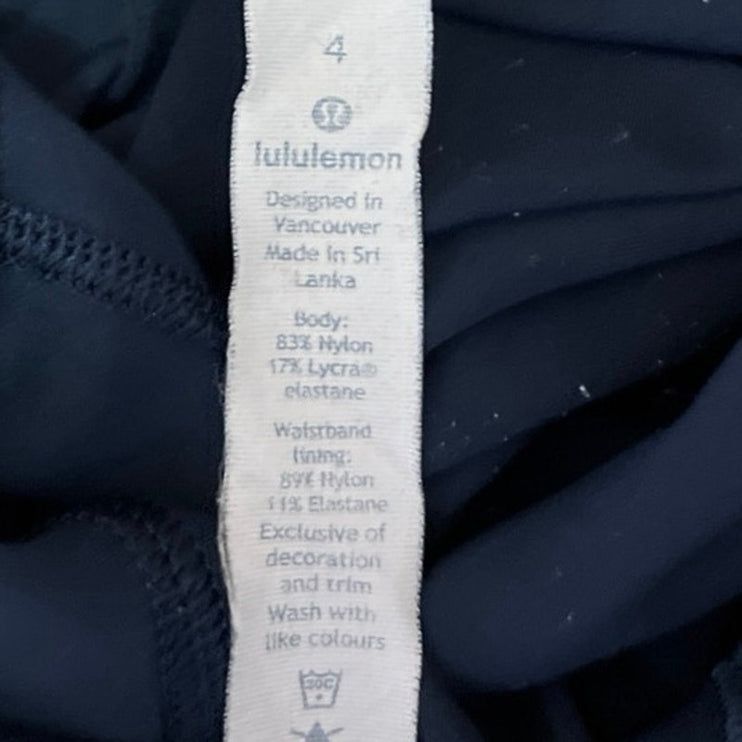 4
lululemon
Designed in
Vancouver
Made in Sri
Lanka
Body:
83% Nylon
17% Lycra®
elastane
Waistband
lining:
89% Nylon
11% Elastane
Exclusive of
decoration
and trim
Wash with
like colours
30C